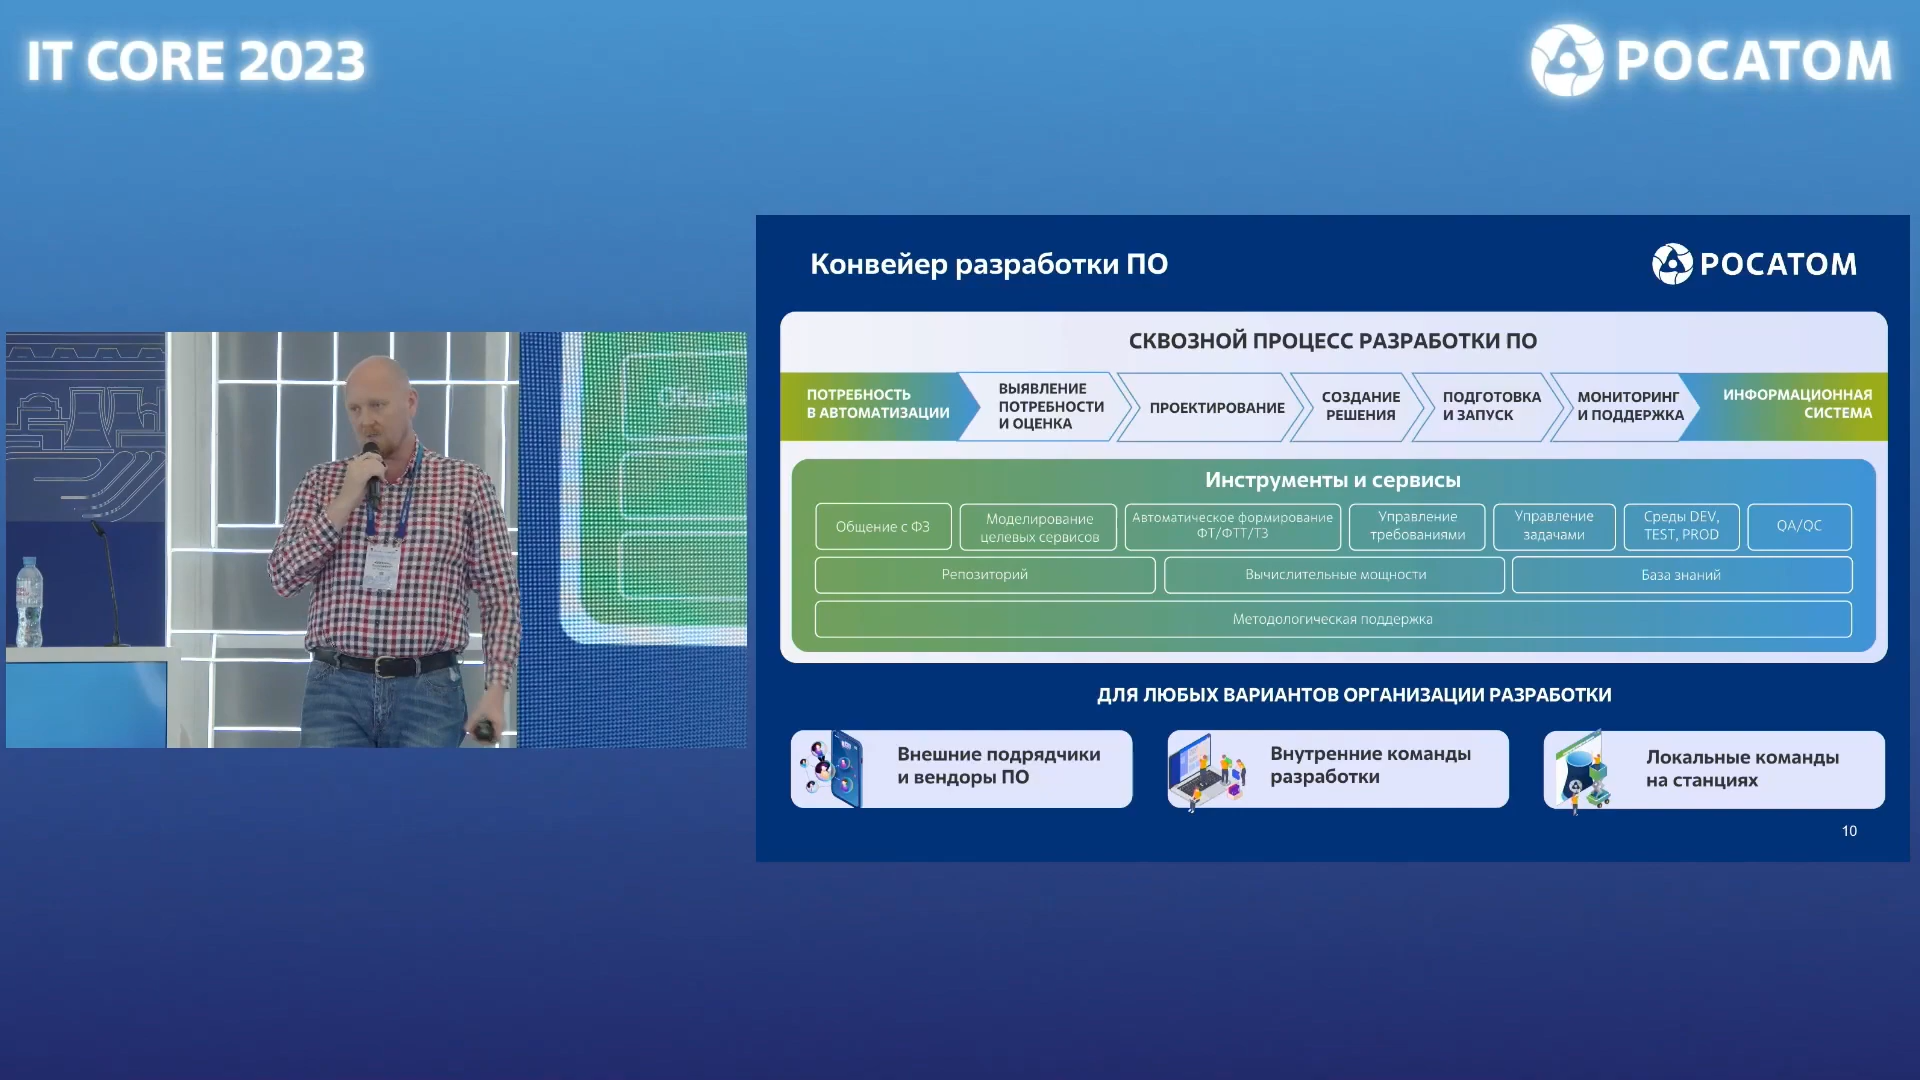 IT CORE 2023
РОСАТОМ
Конвейер разработки ПО
РОСАТОМ
СКВОЗНОЙ ПРОЦЕСС РАЗРАБОТКИ ПО
ПОТРЕБНОСТЬ
В АВТОМАТИЗАЦИИ
ВЫЯВЛЕНИЕ
ПОТРЕБНОСТИ
И ОЦЕНКА
ПРОЕКТИРОВАНИЕ
СОЗДАНИЕ
РЕШЕНИЯ
ПОДГОТОВКА
И ЗАПУСК
МОНИТОРИНГ
И ПОДДЕРЖКА
ИНФОРМАЦИОННАЯ
СИСТЕМА
Инструменты и сервисы
Общение с ФЗ
Моделирование
целевых сервисов
Автоматическое формирование
ФТ/ФТТ/ТЗ
Управление
требованиями
Управление
задачами
Среды DEV,
TEST, PROD
QA/QC
Репозиторий
Вычислительные мощности
База знаний
Методологическая поддержка
ДЛЯ ЛЮБЫХ ВАРИАНТОВ ОРГАНИЗАЦИИ РАЗРАБОТКИ
Внешние подрядчики
и вендоры ПО
Внутренние команды
разработки
Локальные команды
на станциях
10